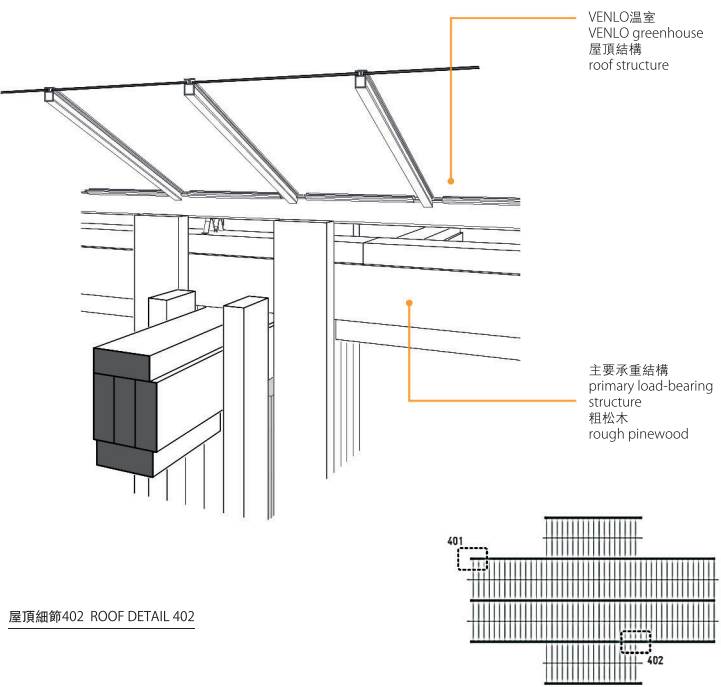 VENLO温室
VENLO greenhouse
屋頂結構
roof structure
主要承重結構
primary load-bearing
structure
粗松木
rough pinewood
401
402
屋頂細節402 ROOF DETAIL 402